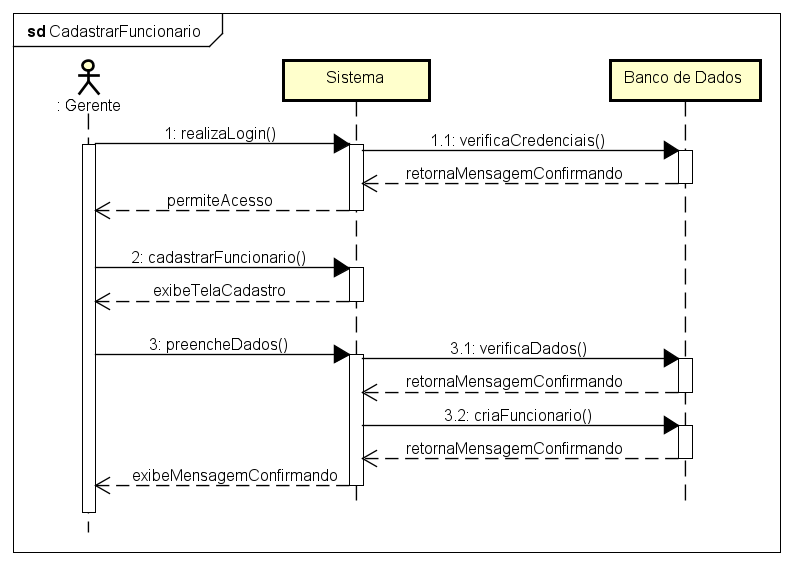 sd CadastrarFuncionario
: Gerente
Sistema
Banco de Dados
1: realizaLogin()
1.1: verificaCredenciais()
retornaMensagemConfirmando
permiteAcesso
2: cadastrarFuncionario()
exibeTelaCadastro
3: preencheDados()
3.1: verificaDados()
retornaMensagemConfirmando
3.2: criaFuncionario()
retornaMensagemConfirmando
exibeMensagemConfirmando